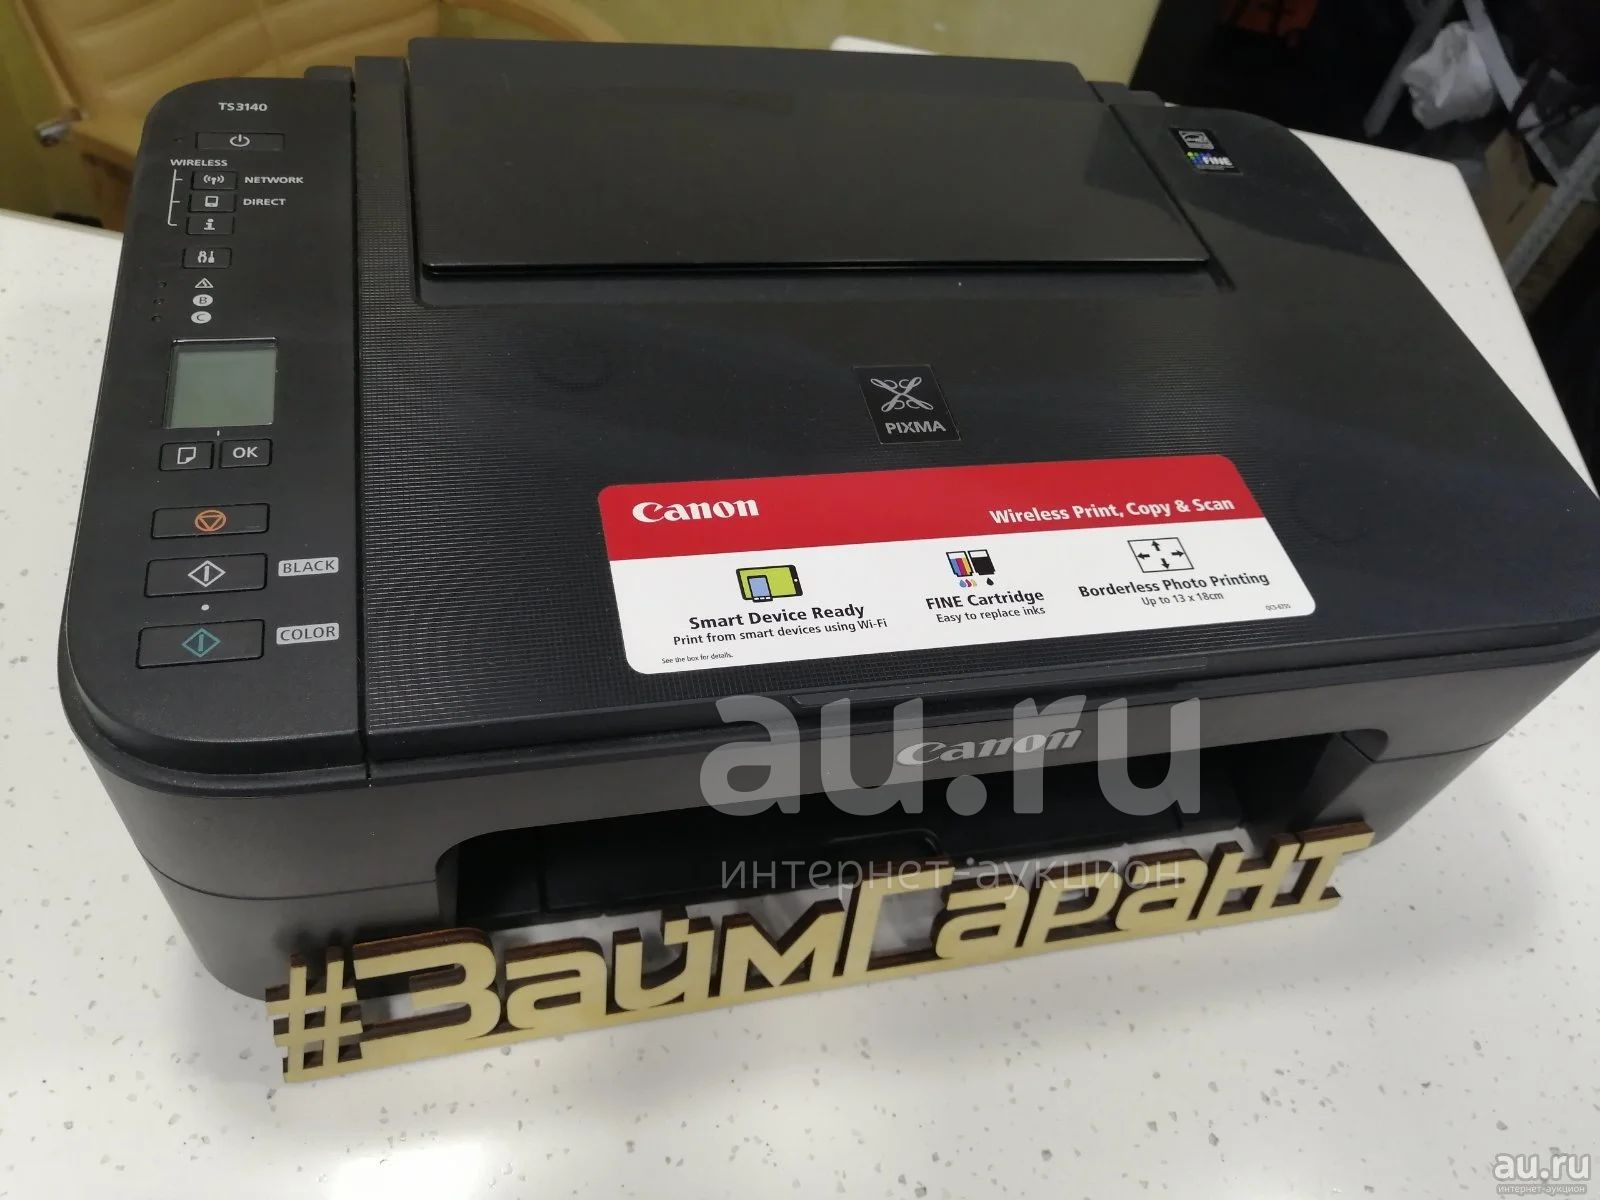 TS3140
WIRELESS
NETWORK
DIRECT
B
C
OK
BLACK
COLOR
FINE
PIXMA
Canon
Wireless Print, Copy & Scan
Smart Device Ready
Print from smart devices using Wi-Fi
FINE Cartridge
Easy to replace inks
Borderless Photo Printing
Up to 13 x 18cm
See the box for details.
Canon
au.ru
интернет-аукцион
#ЗаймГарант
au.ru
интернет-аукцион